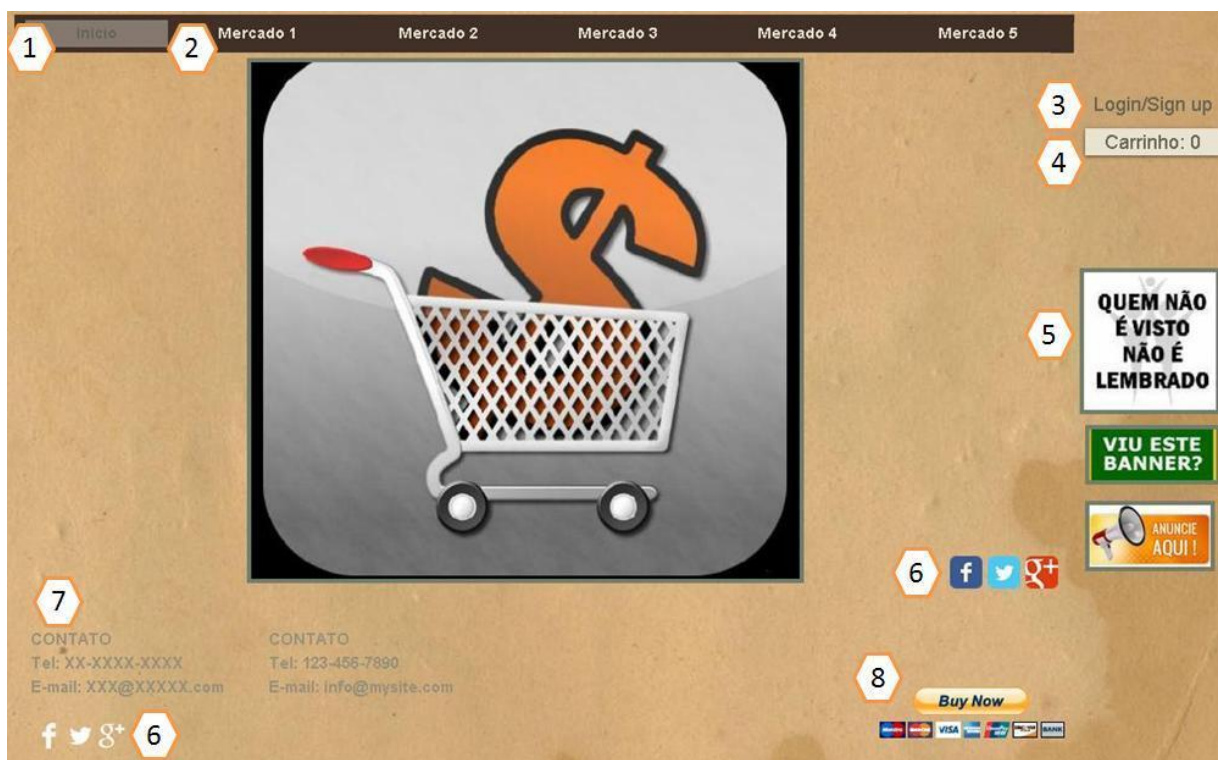 Início
Mercado 1
Mercado 2
Mercado 3
Mercado 4
Mercado 5
1
2
3
Login/Sign up
4
Carrinho: 0
5
QUEM NÃO
É VISTO
NÃO É
LEMBRADO
VIU ESTE
BANNER?
ANUNCIE
AQUI !
6
f
g+
7
CONTATO
Tel: XX-XXXX-XXXX
E-mail: XXX@XXXXX.com
CONTATO
Tel: 123-456-7890
E-mail: info@mysite.com
8
Buy Now
VISA
BANK
f
g+
6